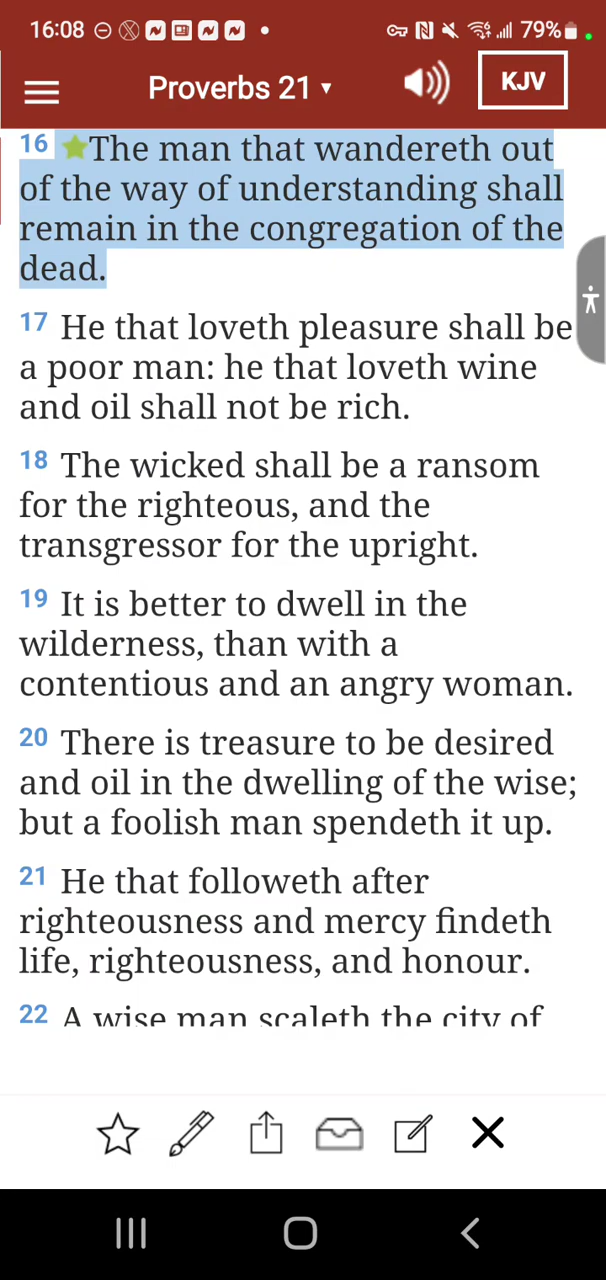 16:08 79%
Proverbs 21 KJV
16 The man that wandereth out
of the way of understanding shall
remain in the congregation of the
dead.
17 He that loveth pleasure shall be
a poor man: he that loveth wine
and oil shall not be rich.
18 The wicked shall be a ransom
for the righteous, and the
transgressor for the upright.
19 It is better to dwell in the
wilderness, than with a
contentious and an angry woman.
20 There is treasure to be desired
and oil in the dwelling of the wise;
but a foolish man spendeth it up.
21 He that followeth after
righteousness and mercy findeth
life, righteousness, and honour.
22 A wise man scaleth the city of